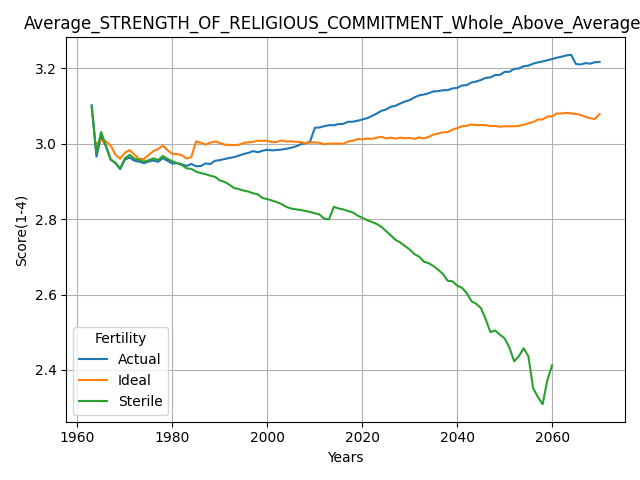 Average_STRENGTH_OF_RELIGIOUS_COMMITMENT_Whole_Above_Average
Score(1-4)
3.2
3.0
2.8
2.6
2.4
Fertility
Actual
Ideal
Sterile
1960 1980 2000 2020 2040 2060
Years